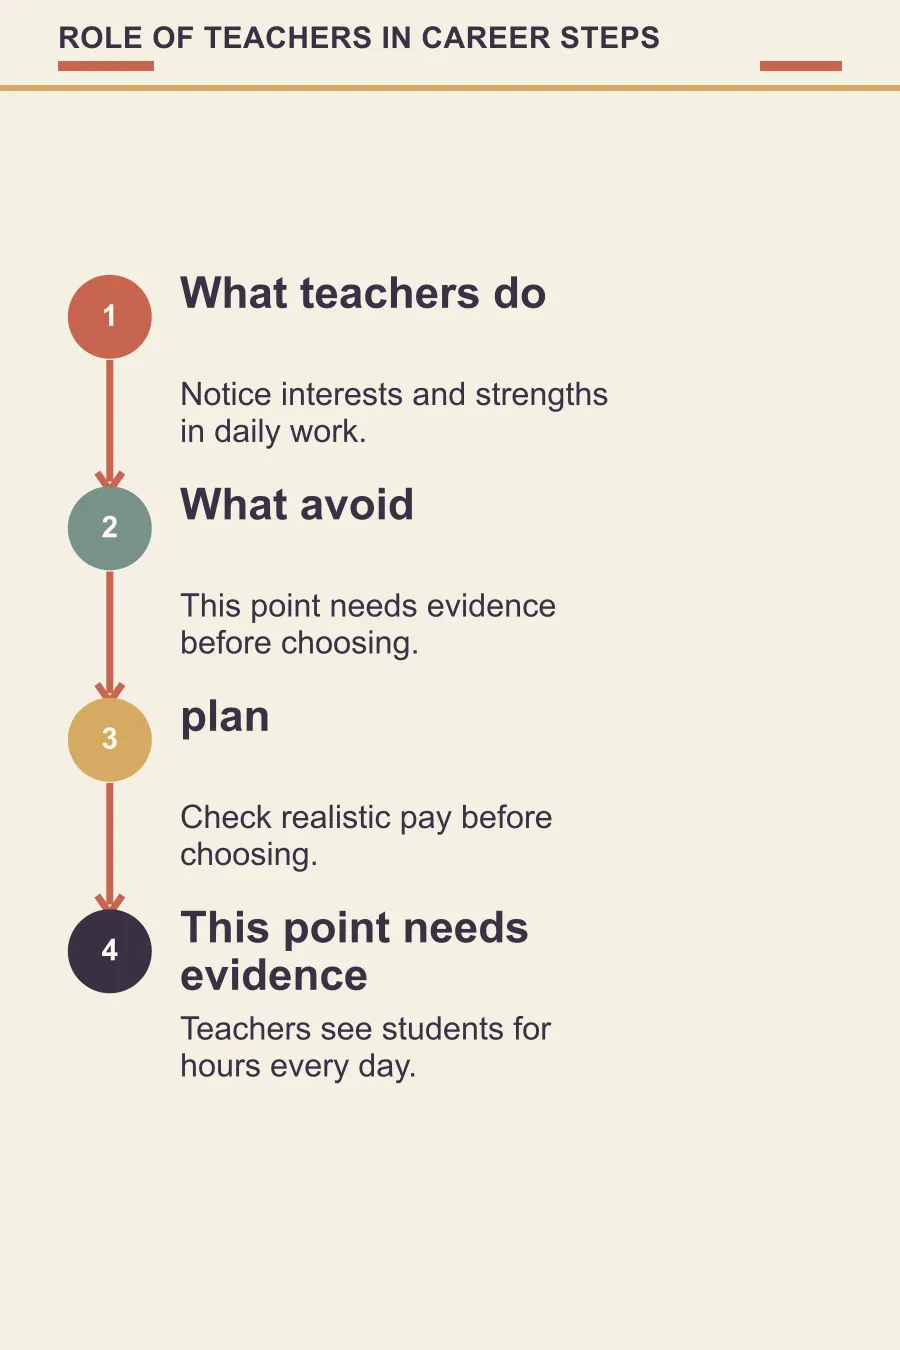 ROLE OF TEACHERS IN CAREER STEPS
1
What teachers do
Notice interests and strengths
in daily work.
2
What avoid
This point needs evidence
before choosing.
3
plan
Check realistic pay before
choosing.
4
This point needs
evidence
Teachers see students for
hours every day.